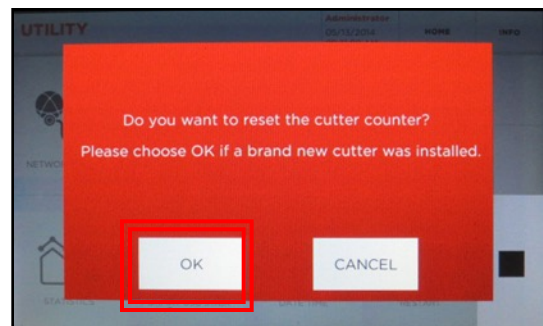 UTILITY
Administrator
05/13/2014
HOME
INFO
Do you want to reset the cutter counter?
Please choose OK if a brand new cutter was installed.
OK
CANCEL
STATISTICS
DATE TIME
RESTART